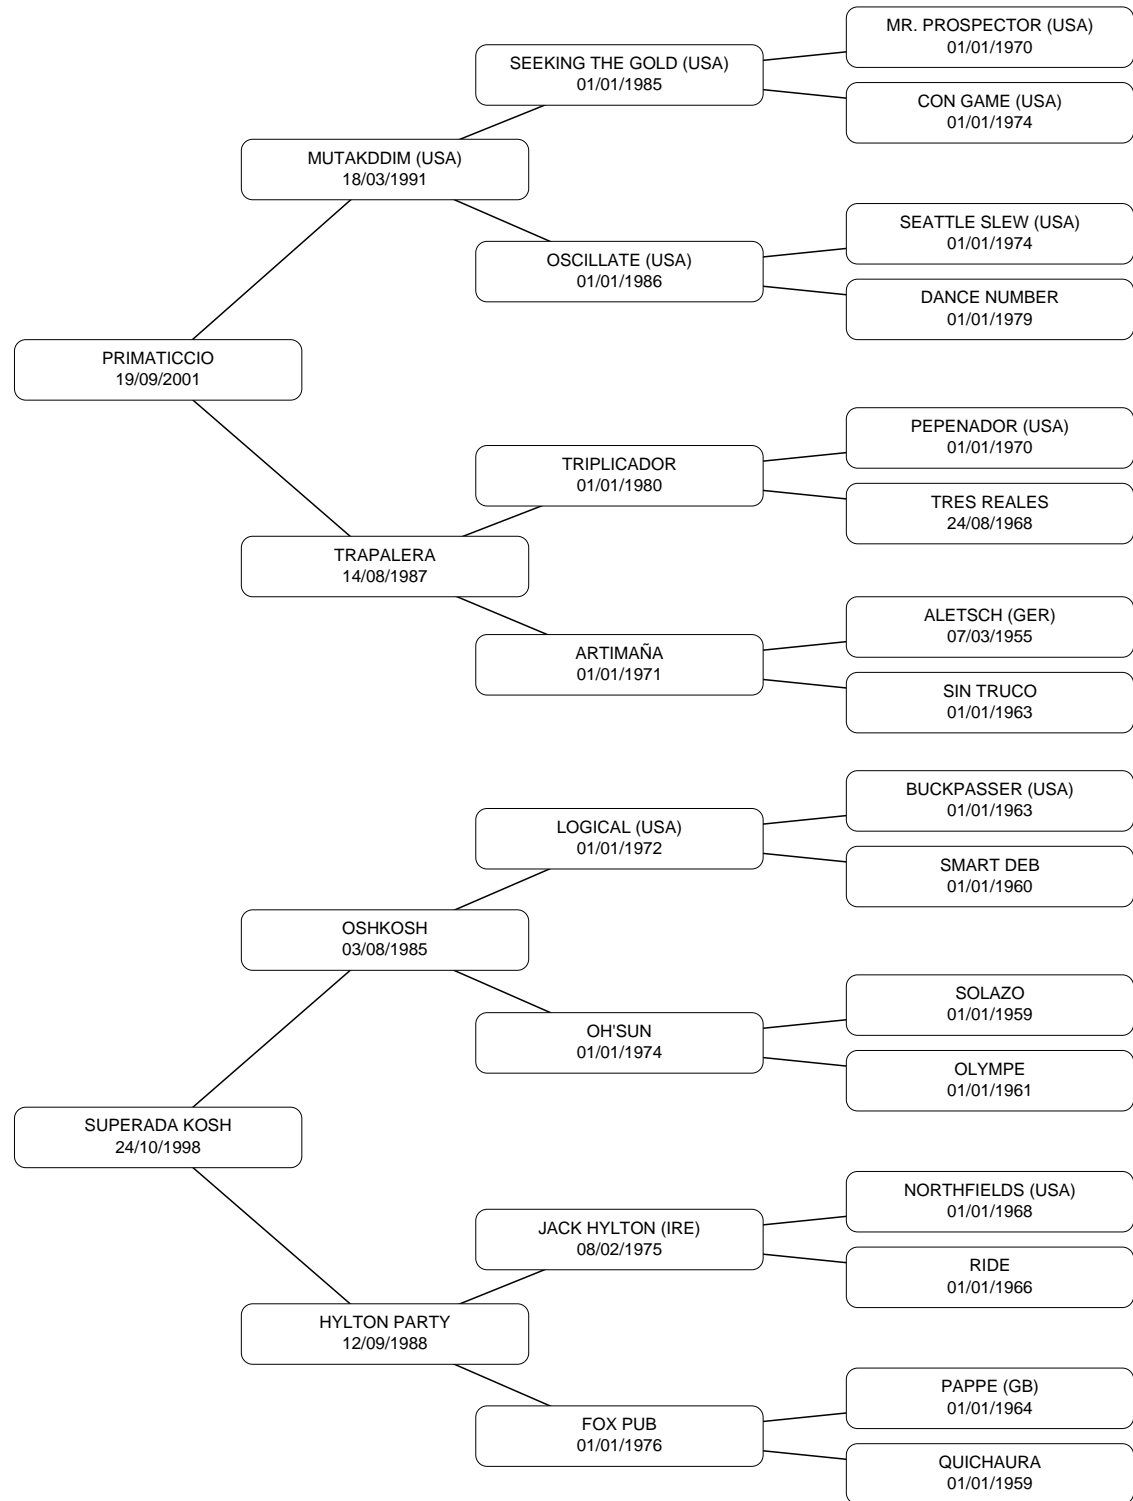 MR. PROSPECTOR (USA)
01/01/1970
SEEKING THE GOLD (USA)
01/01/1985
CON GAME (USA)
01/01/1974
MUTAKDDIM (USA)
18/03/1991
SEATTLE SLEW (USA)
01/01/1974
OSCILLATE (USA)
01/01/1986
DANCE NUMBER
01/01/1979
PRIMATICCIO
19/09/2001
PEPENADOR (USA)
01/01/1970
TRIPLICADOR
01/01/1980
TRES REALES
24/08/1968
TRAPALERA
14/08/1987
ALETSCH (GER)
07/03/1955
ARTIMAÑA
01/01/1971
SIN TRUCO
01/01/1963
BUCKPASSER (USA)
01/01/1963
LOGICAL (USA)
01/01/1972
SMART DEB
01/01/1960
OSHKOSH
03/08/1985
SOLAZO
01/01/1959
OH'SUN
01/01/1974
OLYMPE
01/01/1961
SUPERADA KOSH
24/10/1998
NORTHFIELDS (USA)
01/01/1968
JACK HYLTON (IRE)
08/02/1975
RIDE
01/01/1966
HYLTON PARTY
12/09/1988
PAPPE (GB)
01/01/1964
FOX PUB
01/01/1976
QUICHAURA
01/01/1959